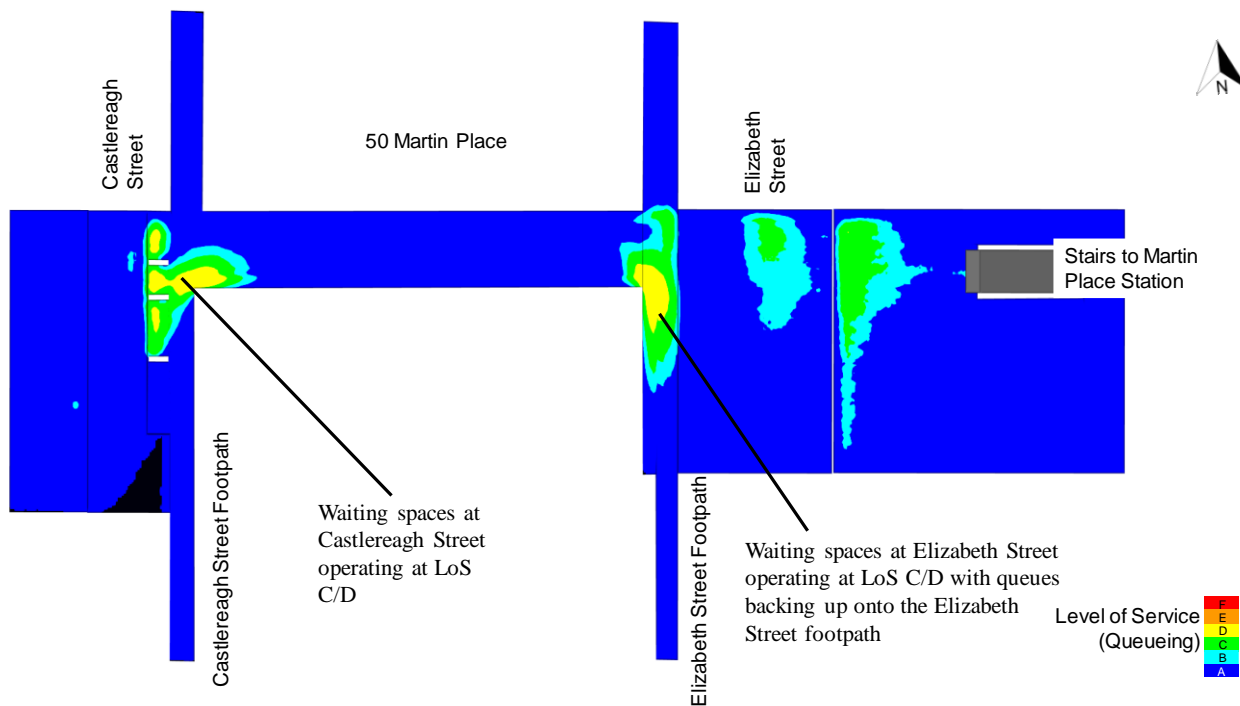 Castlereagh
Street
50 Martin Place
Elizabeth
Street
N
Stairs to Martin
Place Station
Castlereagh Street Footpath
Waiting spaces at
Castlereagh Street
operating at LoS
C/D
Elizabeth Street Footpath
Waiting spaces at Elizabeth Street
operating at LoS C/D with queues
backing up onto the Elizabeth
Street footpath
Level of Service
(Queueing)
F
E
D
C
B
A